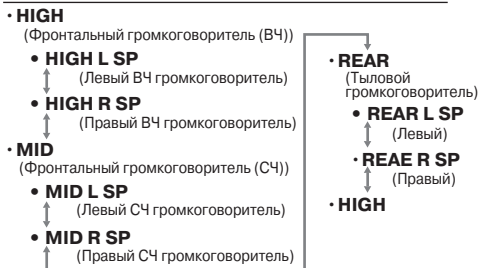 · HIGH
(Фронтальный громкоговоритель (ВЧ))
• HIGH L SP
(Левый ВЧ громкоговоритель)
• HIGH R SP
(Правый ВЧ громкоговоритель)
· MID
(Фронтальный громкоговоритель (СЧ))
• MID L SP
(Левый СЧ громкоговоритель)
• MID R SP
(Правый СЧ громкоговоритель)
· REAR
(Тыловой
громкоговоритель)
• REAR L SP
(Левый)
· REAE R SP
(Правый)
· HIGH